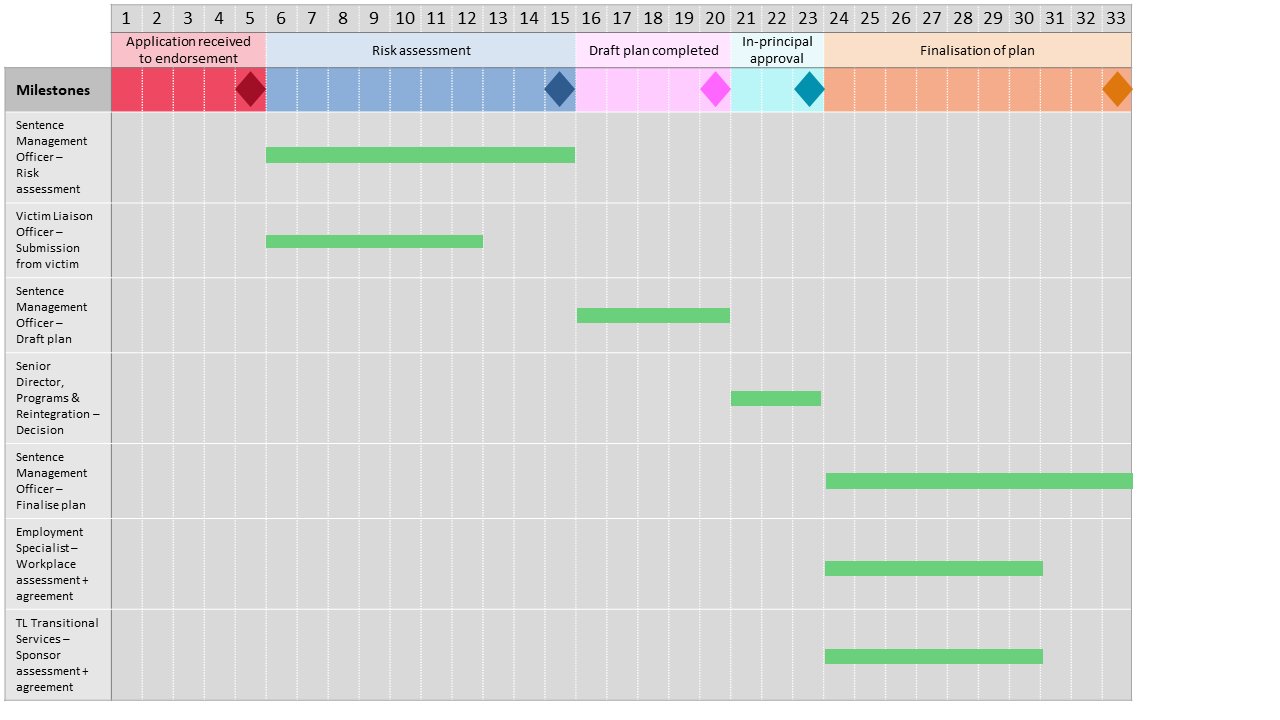 1 2 3 4 5 6 7 8 9 10 11 12 13 14 15 16 17 18 19 20 21 22 23 24 25 26 27 28 29 30 31 32 33
Application received
to endorsement
Risk assessment
Draft plan completed
In-principal
approval
Finalisation of plan
Milestones
Sentence
Management
Officer –
Risk
assessment
Victim Liaison
Officer –
Submission
from victim
Sentence
Management
Officer –
Draft plan
Senior
Director,
Programs &
Reintegration –
Decision
Sentence
Management
Officer –
Finalise plan
Employment
Specialist –
Workplace
assessment +
agreement
TL Transitional
Services –
Sponsor
assessment +
agreement